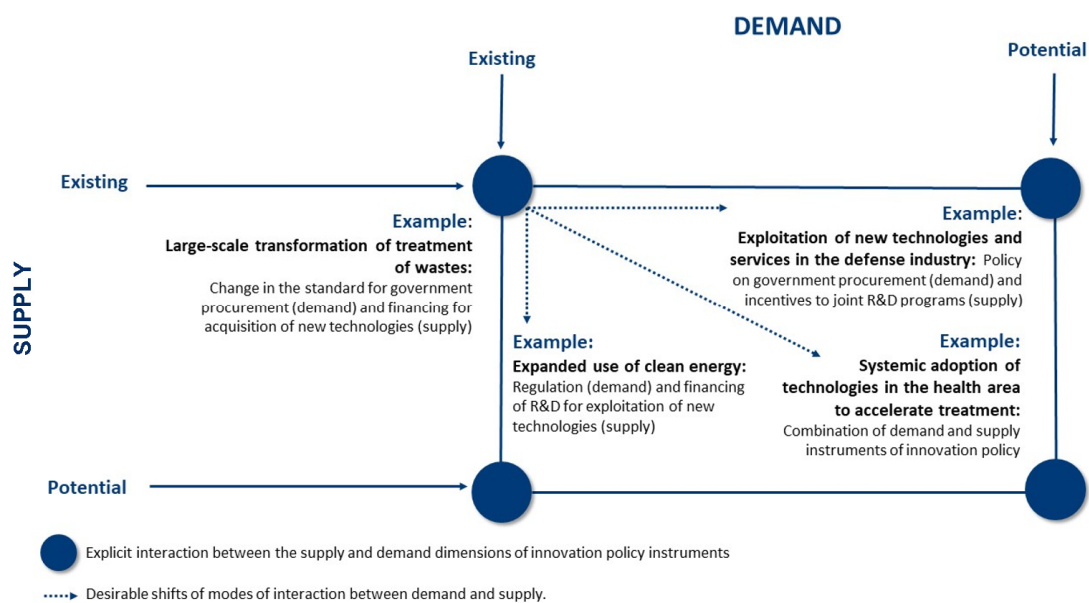 DEMAND
Existing
Potential
Existing
Example:
Large-scale transformation of treatment
of wastes:
Change in the standard for government
procurement (demand) and financing for
acquisition of new technologies (supply)
Example:
Exploitation of new technologies and
services in the defense industry: Policy
on government procurement (demand) and
incentives to joint R&D programs (supply)
SUPPLY
Example:
Expanded use of clean energy:
Regulation (demand) and financing
of R&D for exploitation of new
technologies (supply)
Example:
Systemic adoption of
technologies in the health area
to accelerate treatment:
Combination of demand and supply
instruments of innovation policy
Potential
Explicit interaction between the supply and demand dimensions of innovation policy instruments
Desirable shifts of modes of interaction between demand and supply.